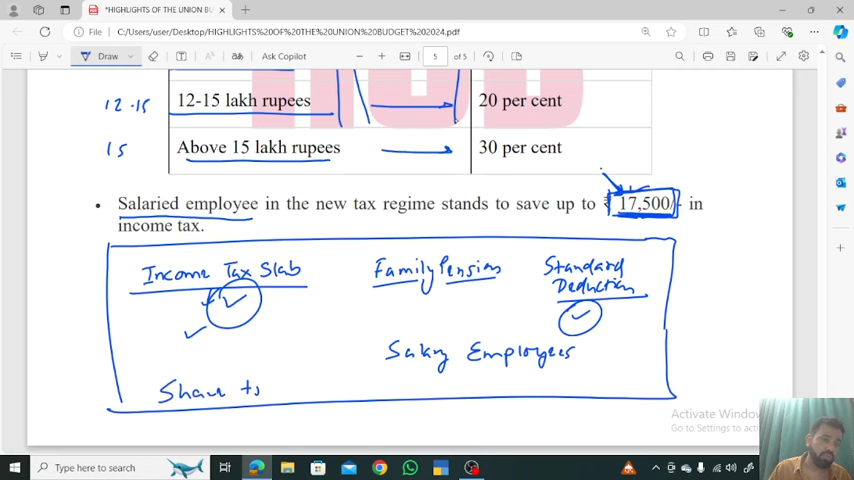 *HIGHLIGHTS OF THE UNION BU
File C:/Users/user/Desktop/HIGHLIGHTS%20OF%20THE%20UNION%20BUDGET%202024.pdf
Draw Ask Copilot 5 of 5
12-15 12-15 lakh rupees 20 per cent
15 Above 15 lakh rupees 30 per cent
• Salaried employee in the new tax regime stands to save up to ₹ 17,500/- in
income tax.
Income Tax Slab Family Pension Standard
Deduction
Salary Employees
Share to
Activate Window
Go to Settings to acti
Type here to search